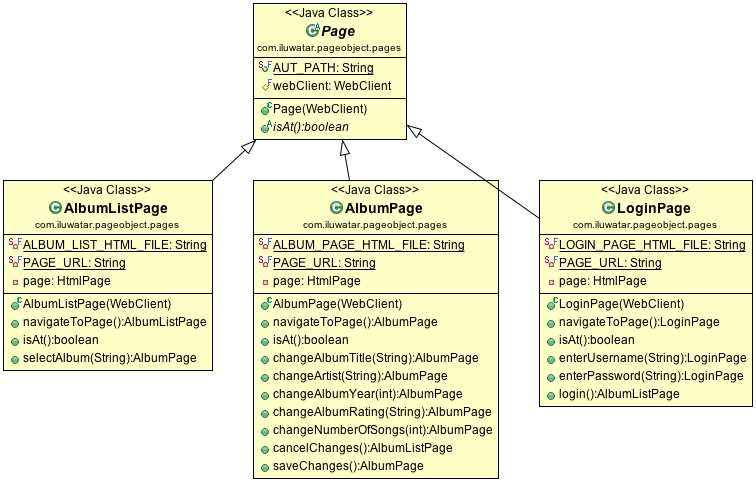 <<Java Class>>
Page
com.iluwatar.pageobject.pages
AUT_PATH: String
webClient: WebClient
Page(WebClient)
isAt():boolean
<<Java Class>>
AlbumListPage
com.iluwatar.pageobject.pages
ALBUM_LIST_HTML_FILE: String
PAGE_URL: String
page: HtmlPage
AlbumListPage(WebClient)
navigateToPage():AlbumListPage
isAt():boolean
selectAlbum(String):AlbumPage
<<Java Class>>
AlbumPage
com.iluwatar.pageobject.pages
ALBUM_PAGE_HTML_FILE: String
PAGE_URL: String
page: HtmlPage
AlbumPage(WebClient)
navigateToPage():AlbumPage
isAt():boolean
changeAlbumTitle(String):AlbumPage
changeArtist(String):AlbumPage
changeAlbumYear(int):AlbumPage
changeAlbumRating(String):AlbumPage
changeNumberOfSongs(int):AlbumPage
cancelChanges():AlbumListPage
saveChanges():AlbumPage
<<Java Class>>
LoginPage
com.iluwatar.pageobject.pages
LOGIN_PAGE_HTML_FILE: String
PAGE_URL: String
page: HtmlPage
LoginPage(WebClient)
navigateToPage():LoginPage
isAt():boolean
enterUsername(String):LoginPage
enterPassword(String):LoginPage
login():AlbumListPage